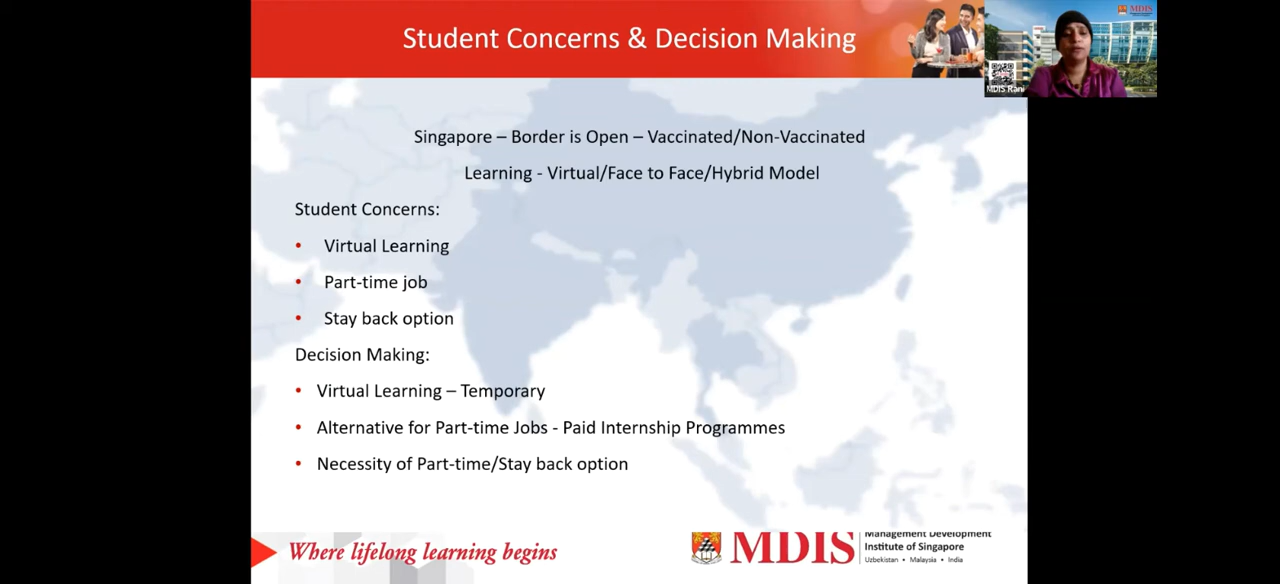 Student Concerns & Decision Making
MDIS
MDIS Rani
Singapore – Border is Open – Vaccinated/Non-Vaccinated
Learning - Virtual/Face to Face/Hybrid Model
Student Concerns:
• Virtual Learning
• Part-time job
• Stay back option
Decision Making:
• Virtual Learning – Temporary
• Alternative for Part-time Jobs - Paid Internship Programmes
• Necessity of Part-time/Stay back option
Where lifelong learning begins
MDIS
Management Development
Institute of Singapore
Uzbekistan • Malaysia • India